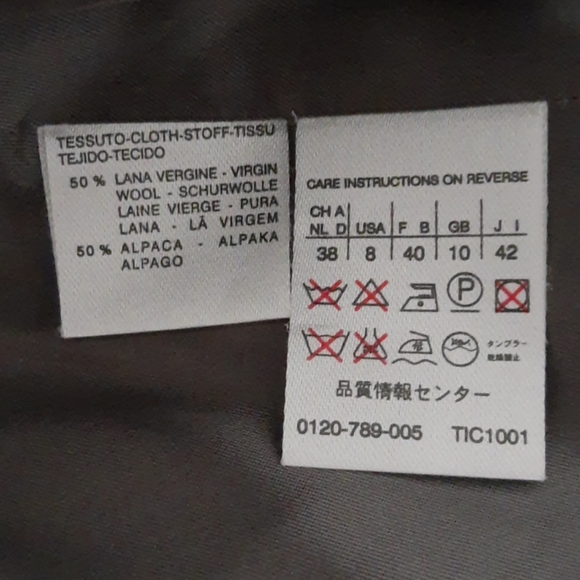 TESSUTO-CLOTH-STOFF-TISSU
TEJIDO-TECIDO
50 % LANA VERGINE - VIRGIN
WOOL - SCHURWOLLE
LAINE VIERGE - PURA
LANA - LÃ VIRGEM
50 % ALPACA - ALPAKA
ALPAGO
CARE INSTRUCTIONS ON REVERSE
CH A
NL D USA F B GB J I
38 8 40 10 42
P
タンブラー
乾燥禁止
品質情報センター
0120-789-005 TIC1001